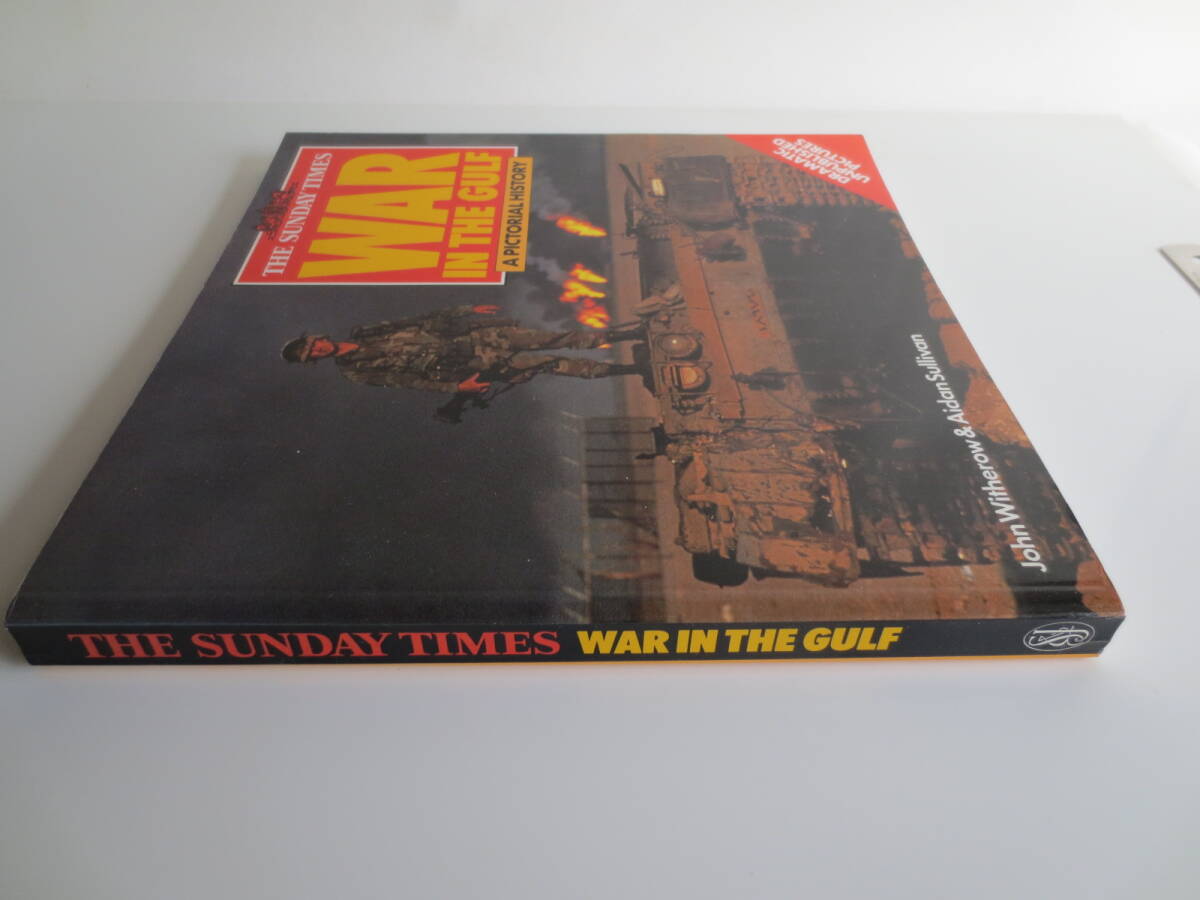 THE SUNDAY TIMES
WAR
IN THE GULF
A PICTORIAL HISTORY
DRAMATIC
UNPUBLISHED
PICTURES
John Witherow & Aidan Sullivan
THE SUNDAY TIMES WAR IN THE GULF